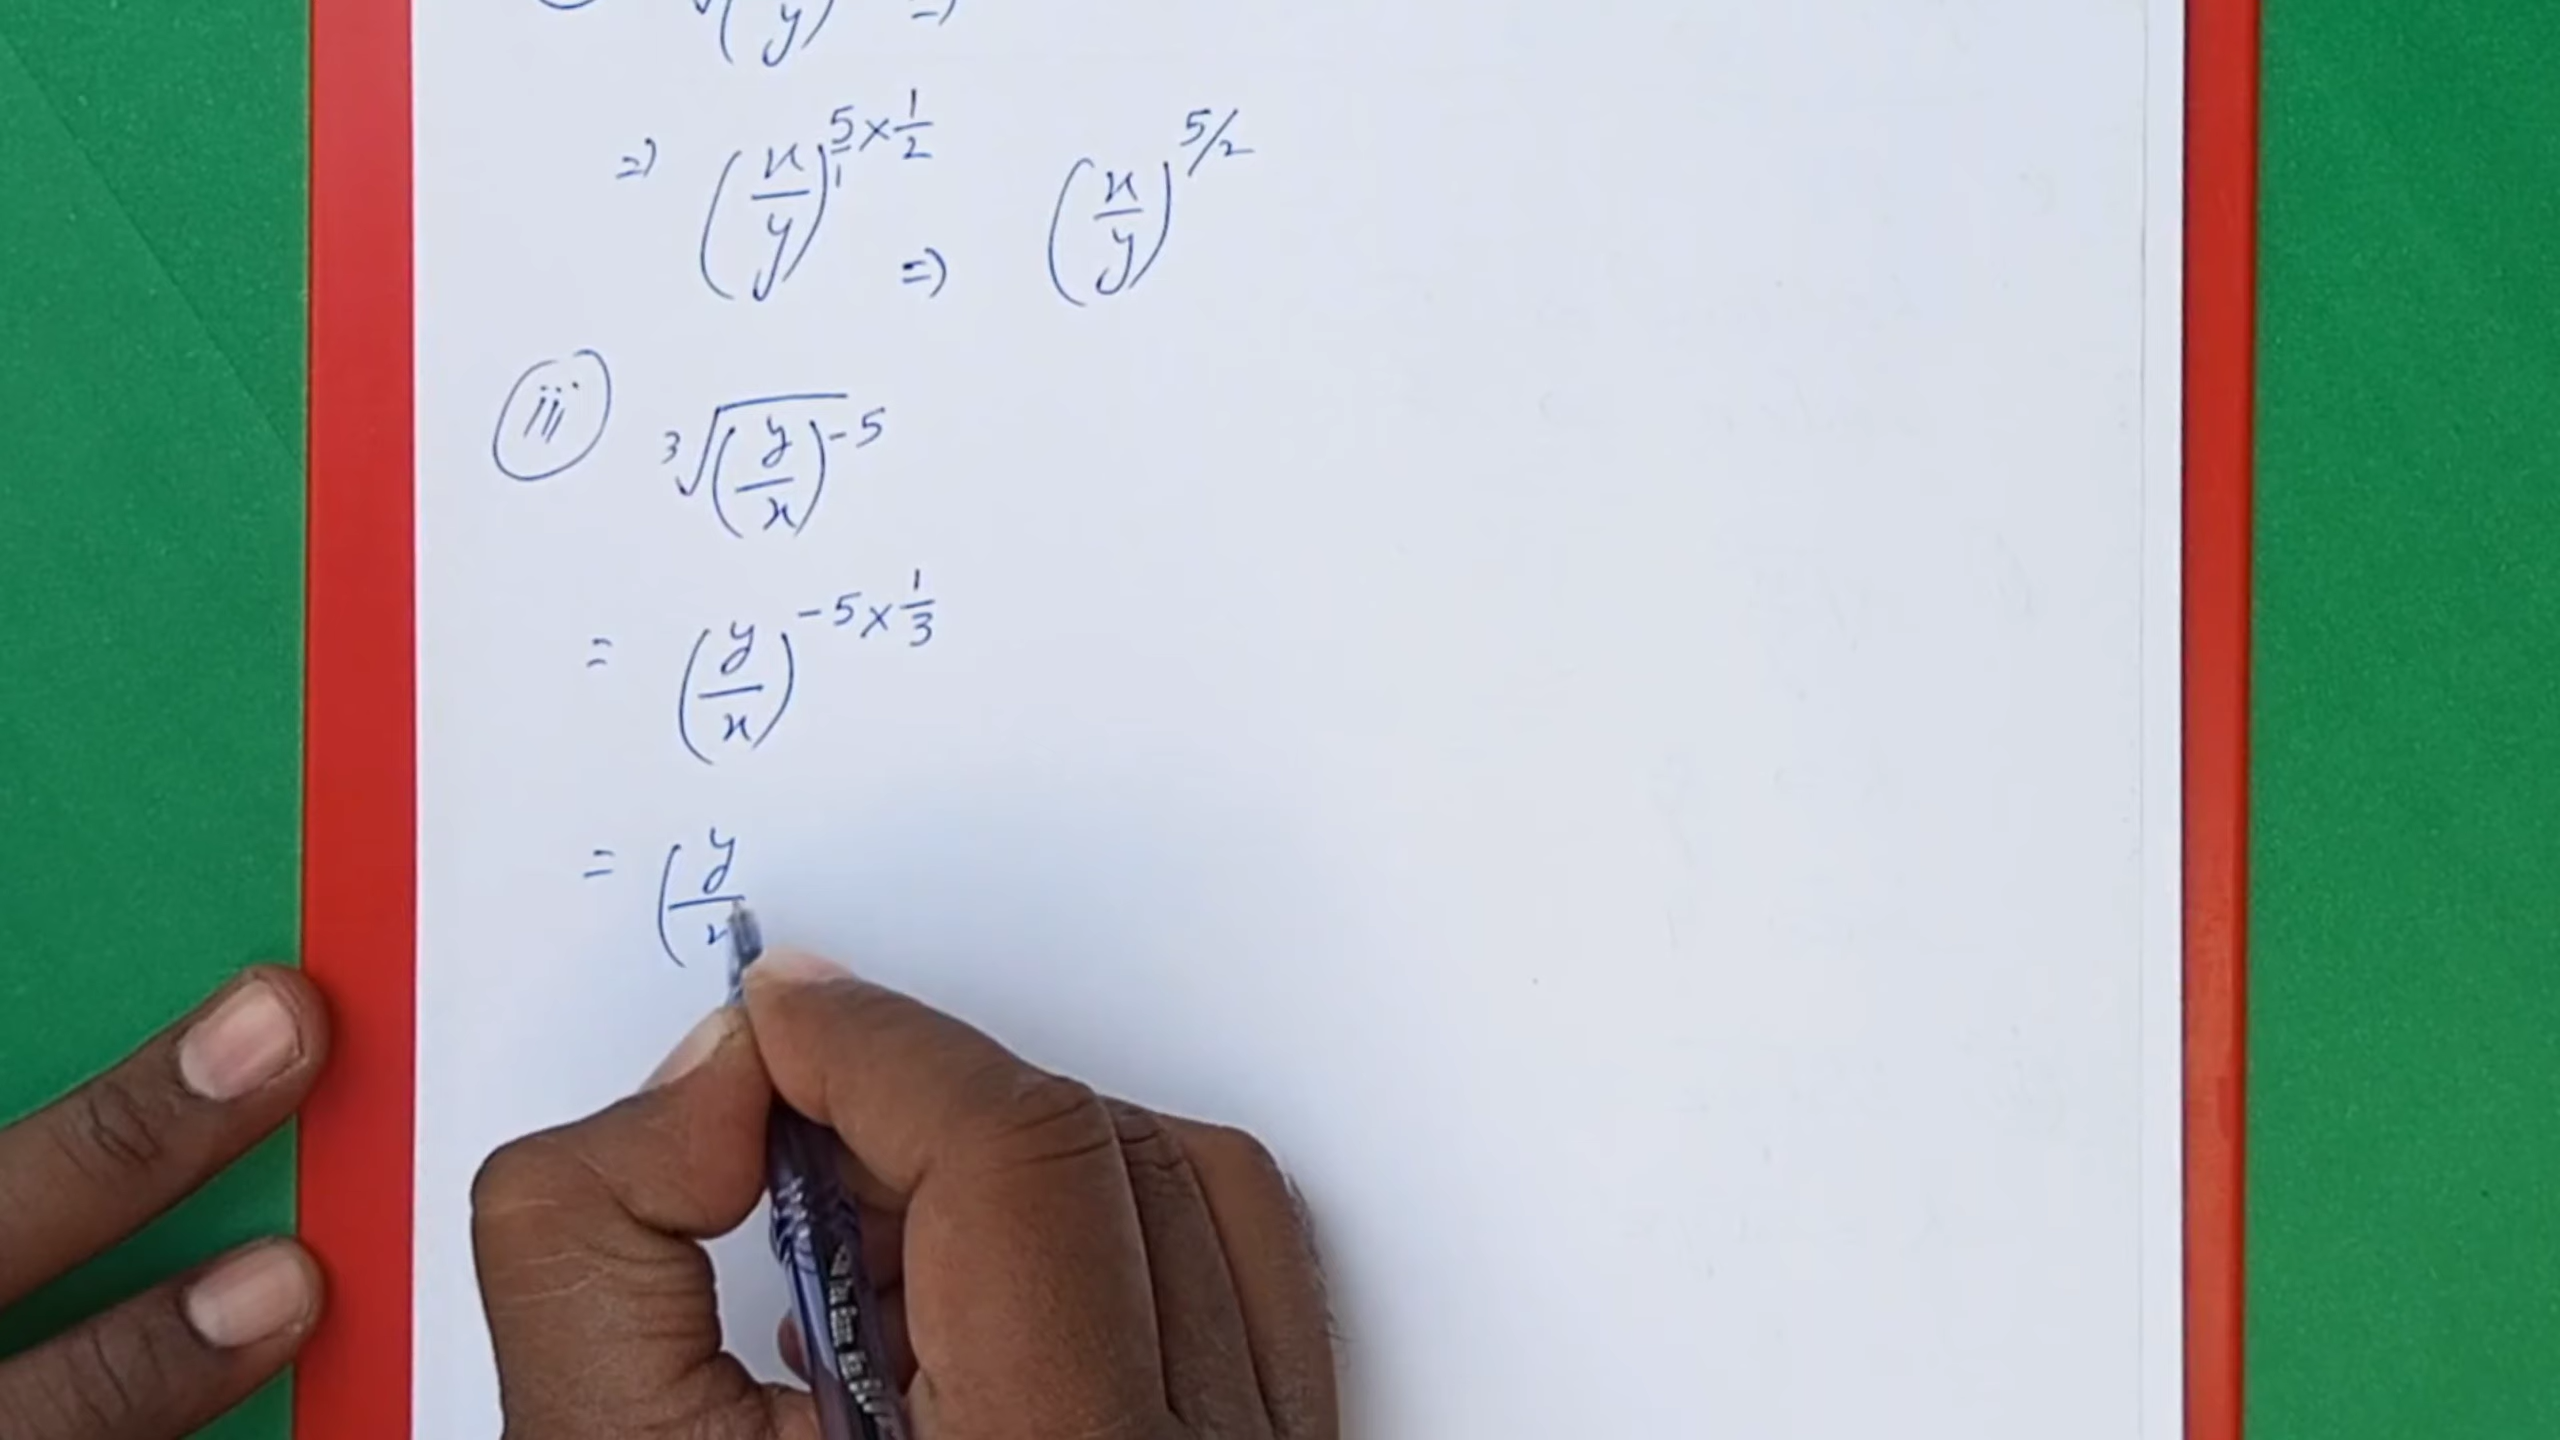 √(y) =>
=> (x/y)^(5/1 × 1/2) => (x/y)^(5/2)
(iii) ³√(y/x)^-5
= (y/x)^(-5 × 1/3)
= (y/x